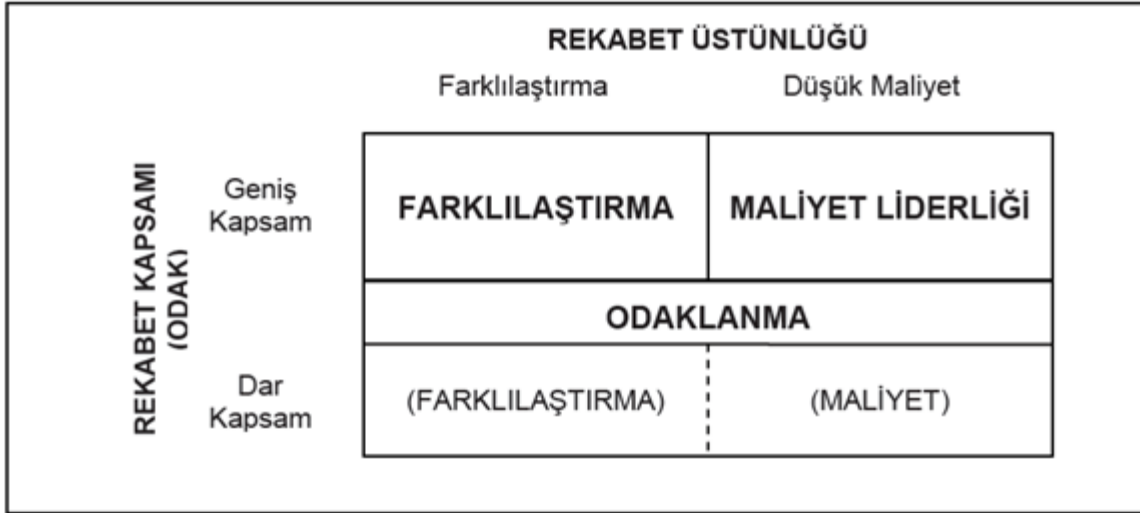 REKABET ÜSTÜNLÜĞÜ
Farklılaştırma Düşük Maliyet
REKABET KAPSAMI
(ODAK)
Geniş
Kapsam
FARKLILAŞTIRMA MALİYET LİDERLİĞİ
ODAKLANMA
Dar
Kapsam
(FARKLILAŞTIRMA) (MALİYET)